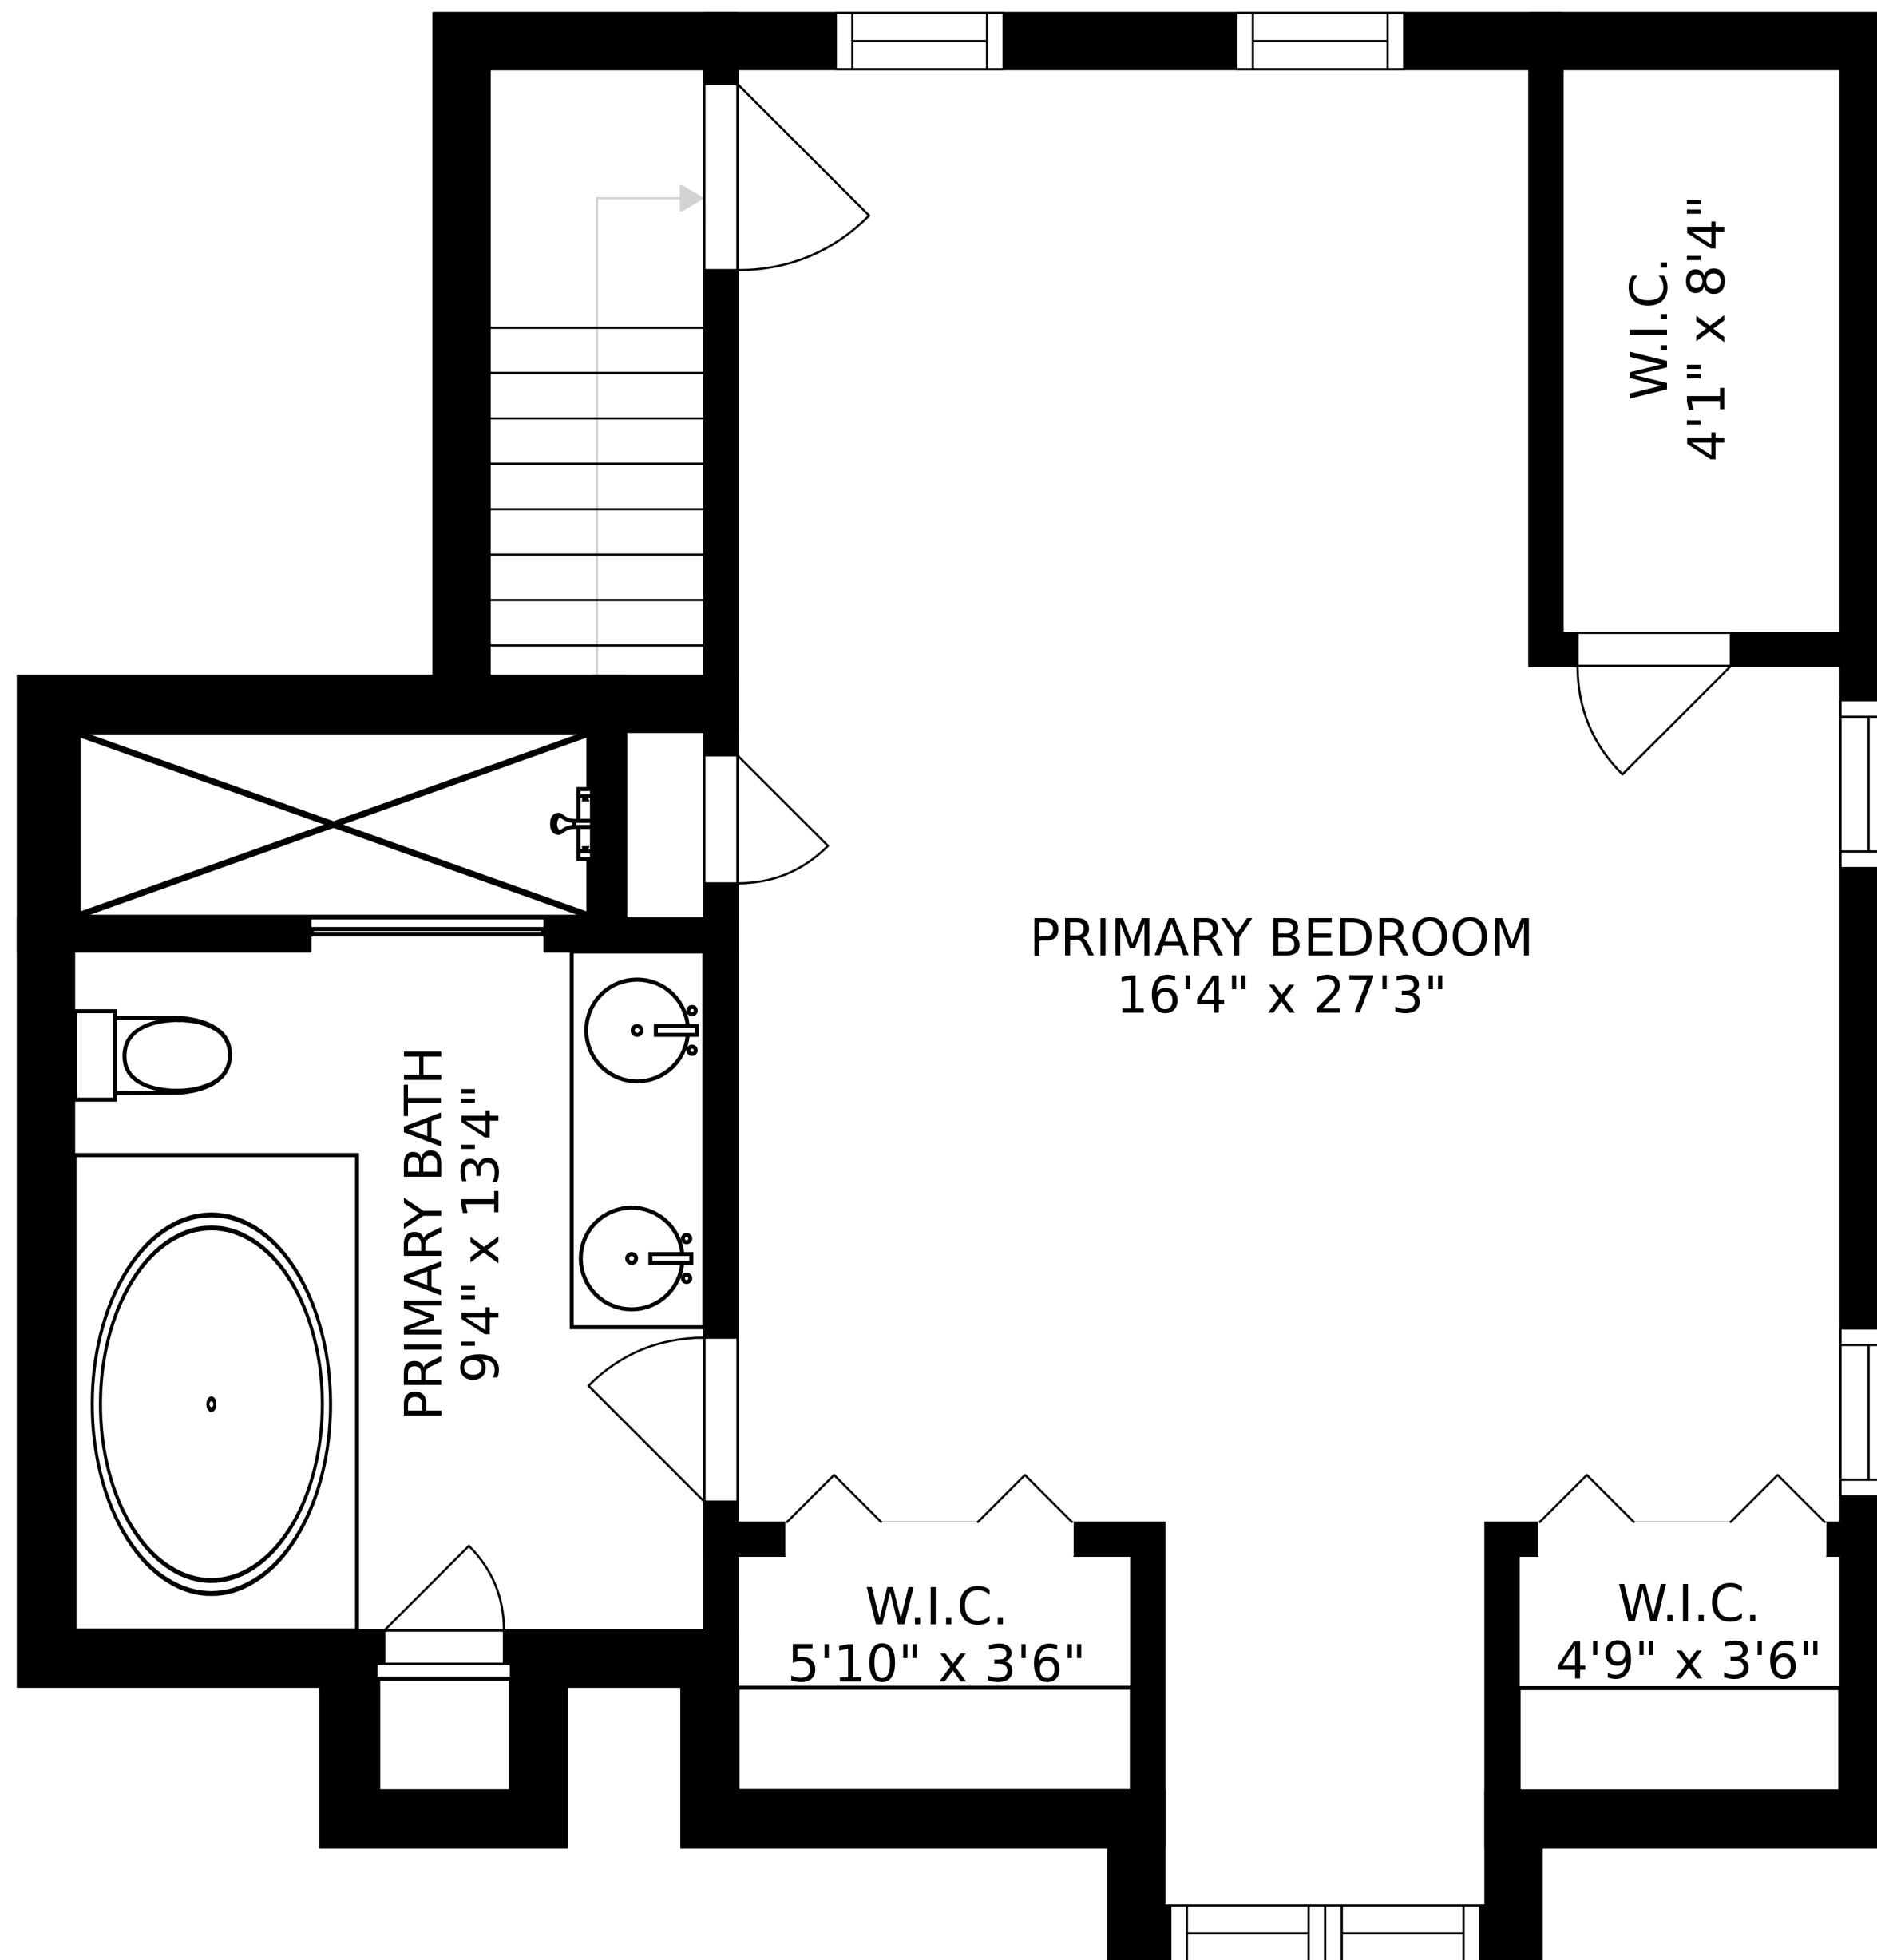 W.I.C.
4'1" x 8'4"
PRIMARY BEDROOM
16'4" x 27'3"
PRIMARY BATH
9'4" x 13'4"
W.I.C.
5'10" x 3'6"
W.I.C.
4'9" x 3'6"